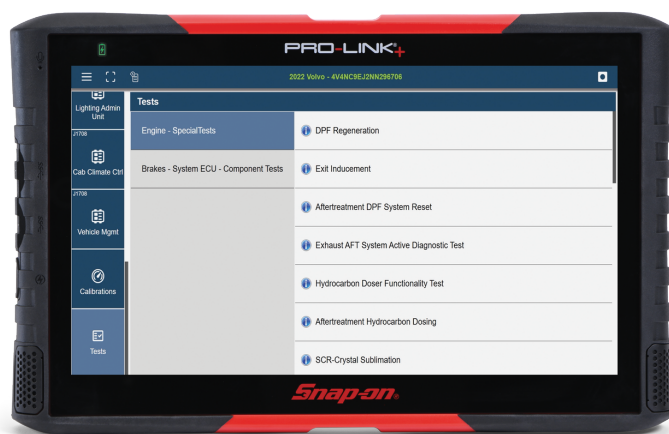 PRO-LINK+
2022 Volvo - 4V4NC9EJ2NN296706
Lighting Admin
Unit
J1708
Cab Climate Ctrl
J1708
Vehicle Mgmt
Calibrations
Tests
Tests
Engine - SpecialTests
Brakes - System ECU - Component Tests
DPF Regeneration
Exit Inducement
Aftertreatment DPF System Reset
Exhaust AFT System Active Diagnostic Test
Hydrocarbon Doser Functionality Test
Aftertreatment Hydrocarbon Dosing
SCR-Crystal Sublimation
Snap-on